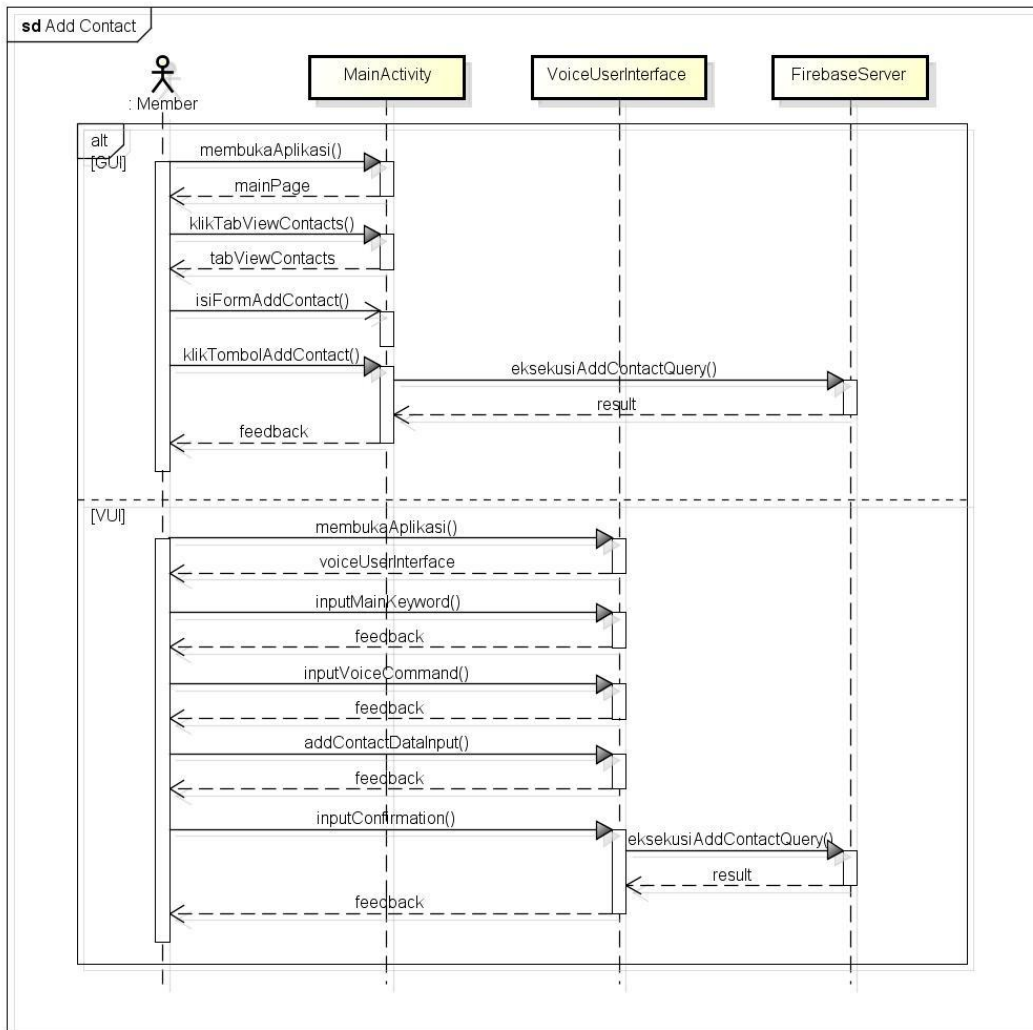 sd Add Contact
: Member
MainActivity
VoiceUserInterface
FirebaseServer
alt
[GUI]
membukaAplikasi()
mainPage
klikTabViewContacts()
tabViewContacts
isiFormAddContact()
klikTombolAddContact()
eksekusiAddContactQuery()
result
feedback
[VUI]
membukaAplikasi()
voiceUserInterface
inputMainKeyword()
feedback
inputVoiceCommand()
feedback
addContactDataInput()
feedback
inputConfirmation()
eksekusiAddContactQuery()
result
feedback